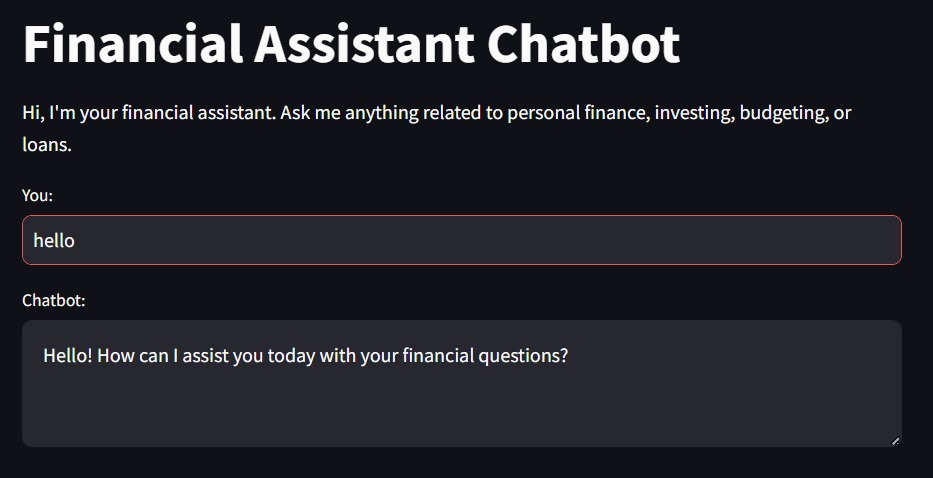 Financial Assistant Chatbot
Hi, I'm your financial assistant. Ask me anything related to personal finance, investing, budgeting, or
loans.
You:
hello
Chatbot:
Hello! How can I assist you today with your financial questions?